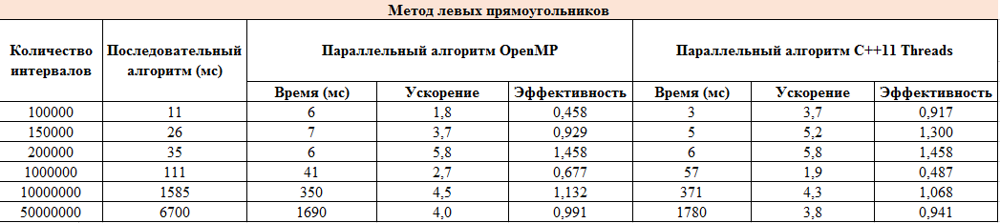 Метод левых прямоугольников
Количество интервалов Последовательный алгоритм (мс) Параллельный алгоритм OpenMP Параллельный алгоритм C++11 Threads
Время (мс) Ускорение Эффективность Время (мс) Ускорение Эффективность
100000 11 6 1,8 0,458 3 3,7 0,917
150000 26 7 3,7 0,929 5 5,2 1,300
200000 35 6 5,8 1,458 6 5,8 1,458
1000000 111 41 2,7 0,677 57 1,9 0,487
10000000 1585 350 4,5 1,132 371 4,3 1,068
50000000 6700 1690 4,0 0,991 1780 3,8 0,941